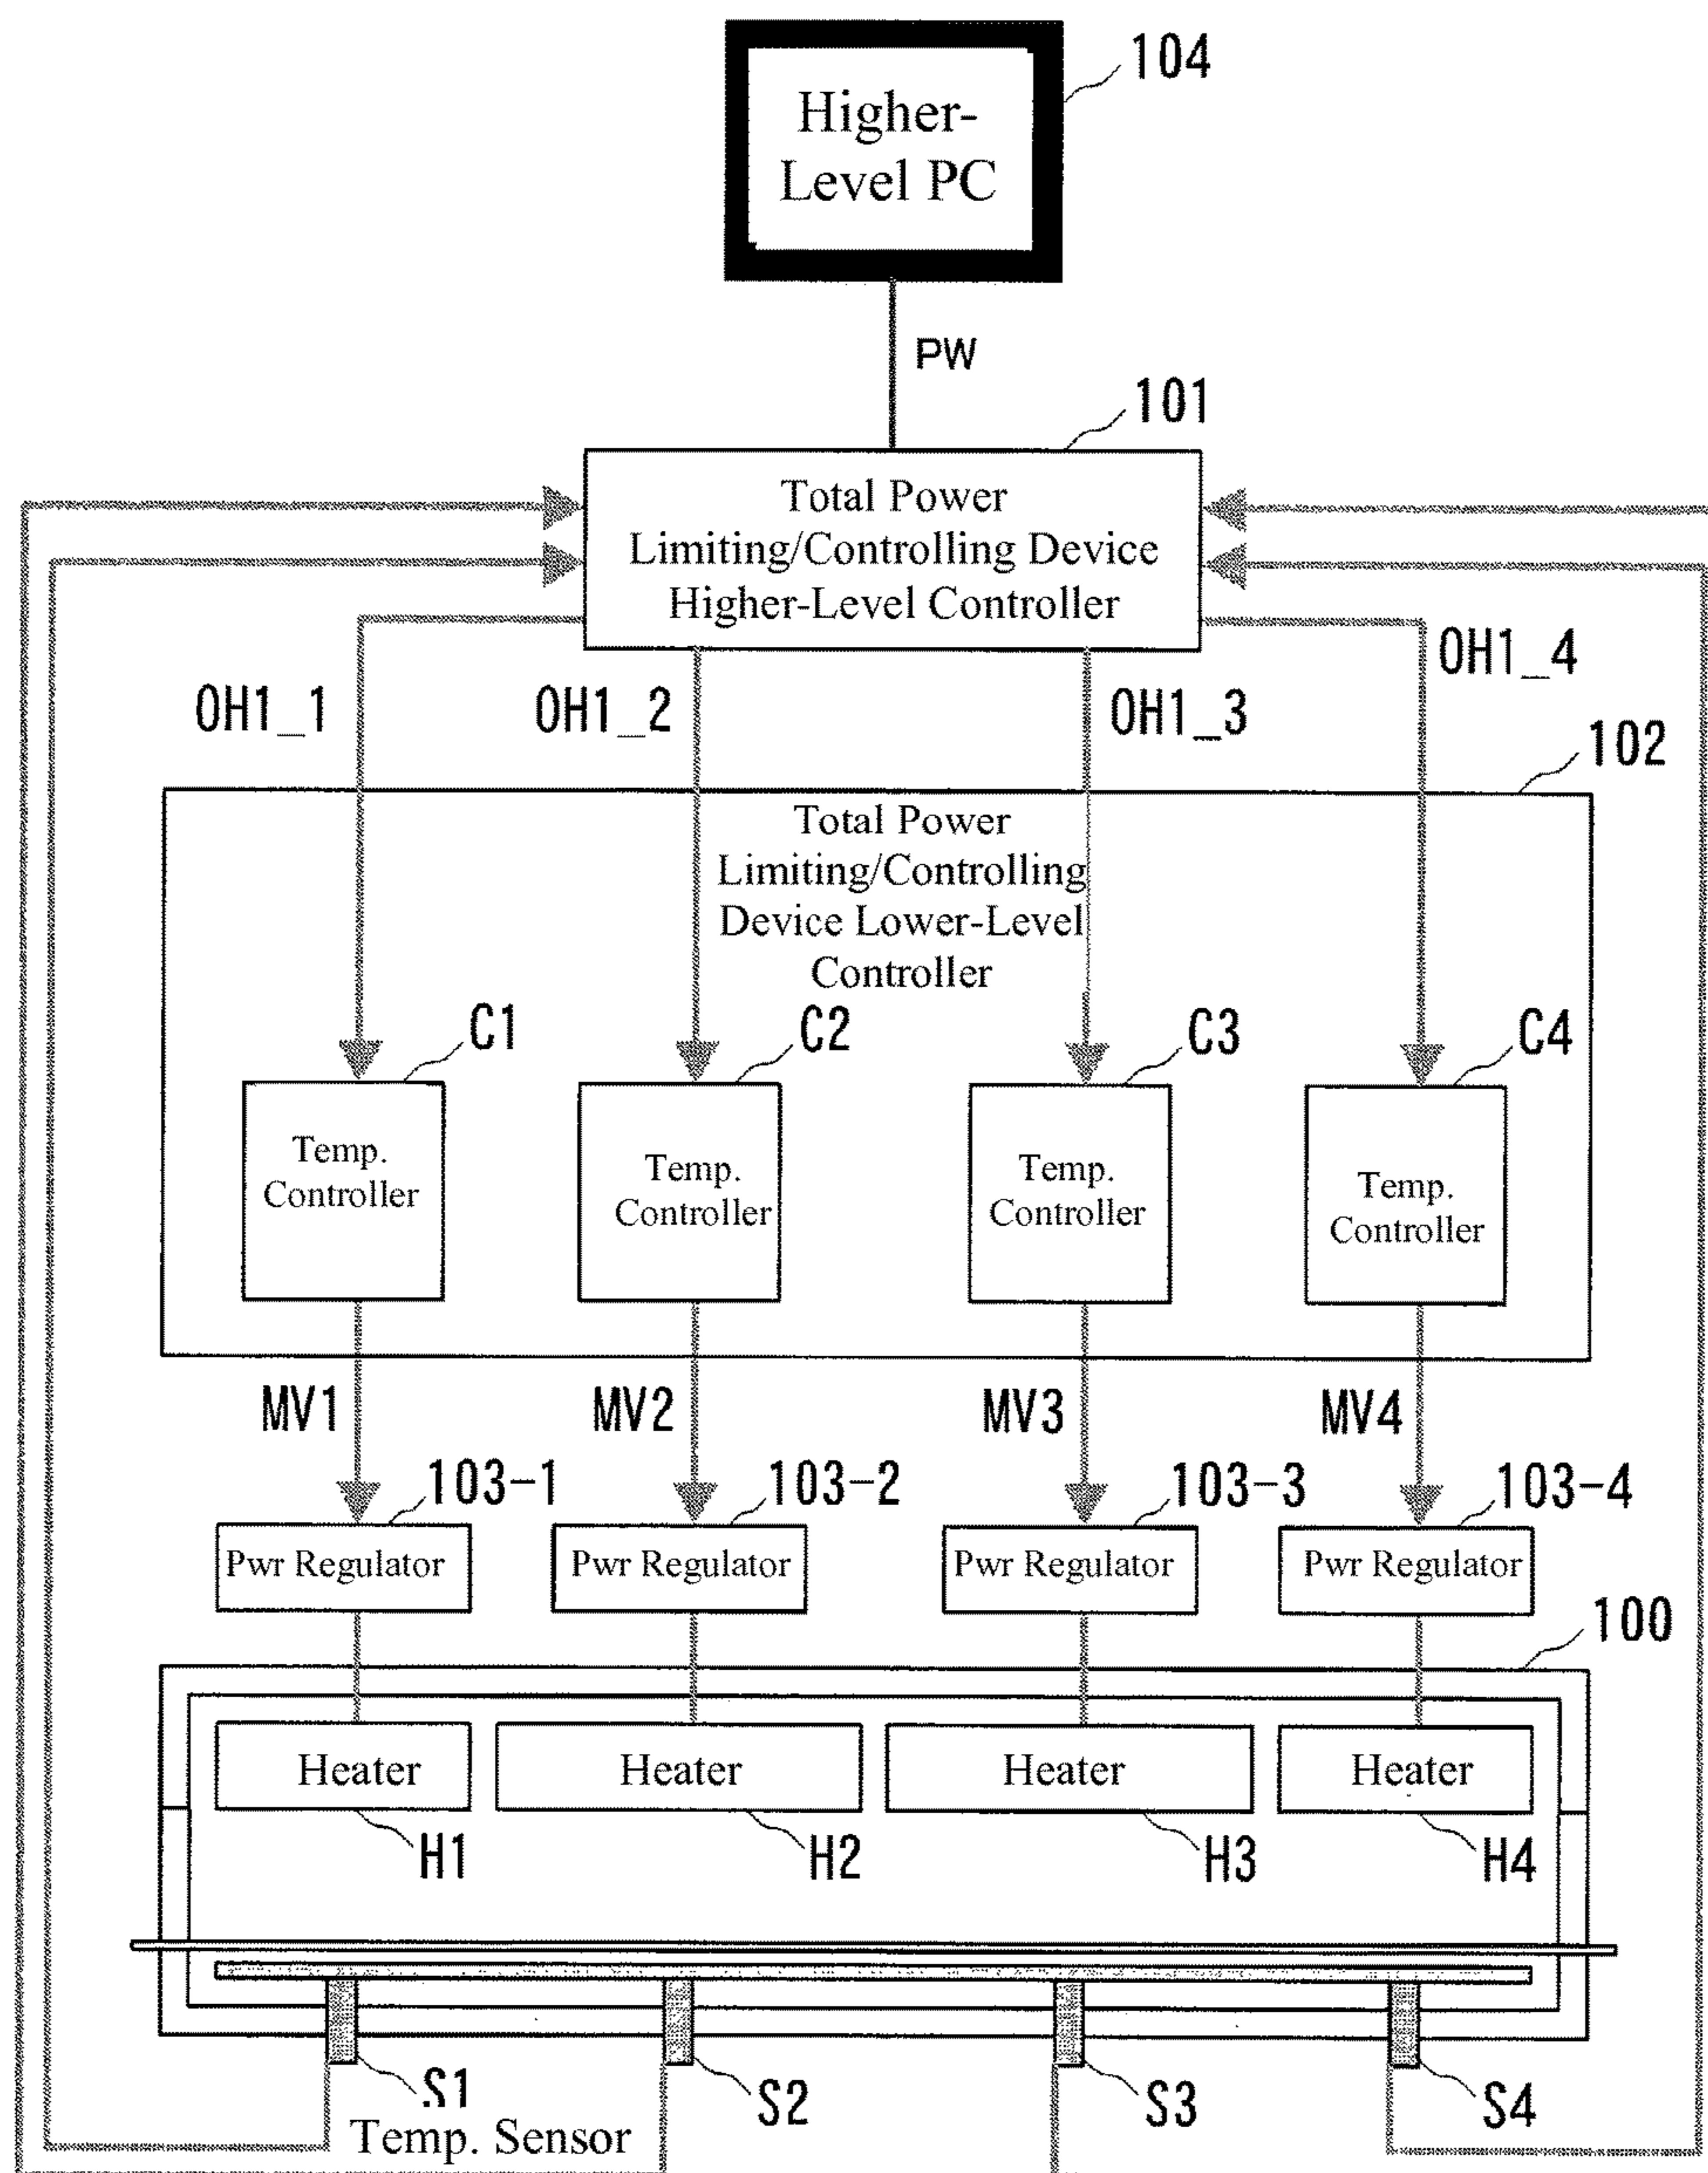 104
Higher-
Level PC
PW
101
Total Power
Limiting/Controlling Device
Higher-Level Controller
OH1_1
OH1_2
OH1_3
OH1_4
102
Total Power
Limiting/Controlling
Device Lower-Level
Controller
C1
C2
C3
C4
Temp.
Controller
Temp.
Controller
Temp.
Controller
Temp.
Controller
MV1
MV2
MV3
MV4
103-1
103-2
103-3
103-4
Pwr Regulator
Pwr Regulator
Pwr Regulator
Pwr Regulator
100
Heater
Heater
Heater
Heater
H1
H2
H3
H4
S1
S2
S3
S4
Temp. Sensor